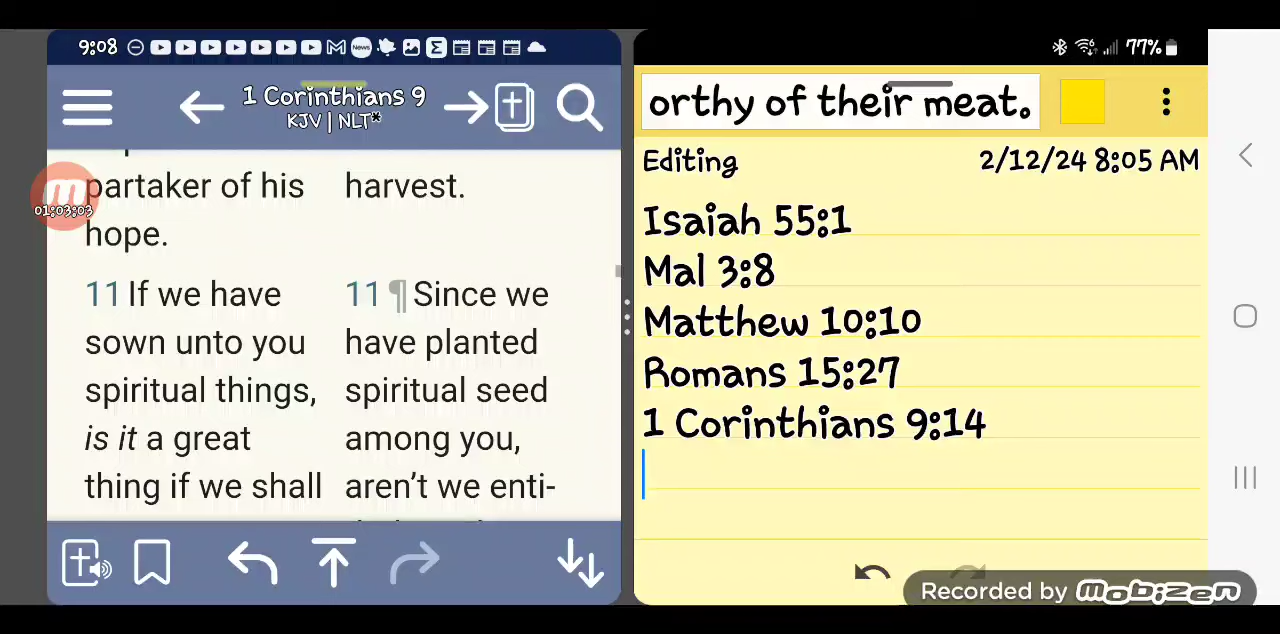 9:08
77%
1 Corinthians 9
KJV | NLT*
orthy of their meat.
Editing 2/12/24 8:05 AM
01:03:03
partaker of his
hope.
11 If we have
sown unto you
spiritual things,
is it a great
thing if we shall
harvest.
11 ¶ Since we
have planted
spiritual seed
among you,
aren't we enti-
Isaiah 55:1
Mal 3:8
Matthew 10:10
Romans 15:27
1 Corinthians 9:14
Recorded by mobizen